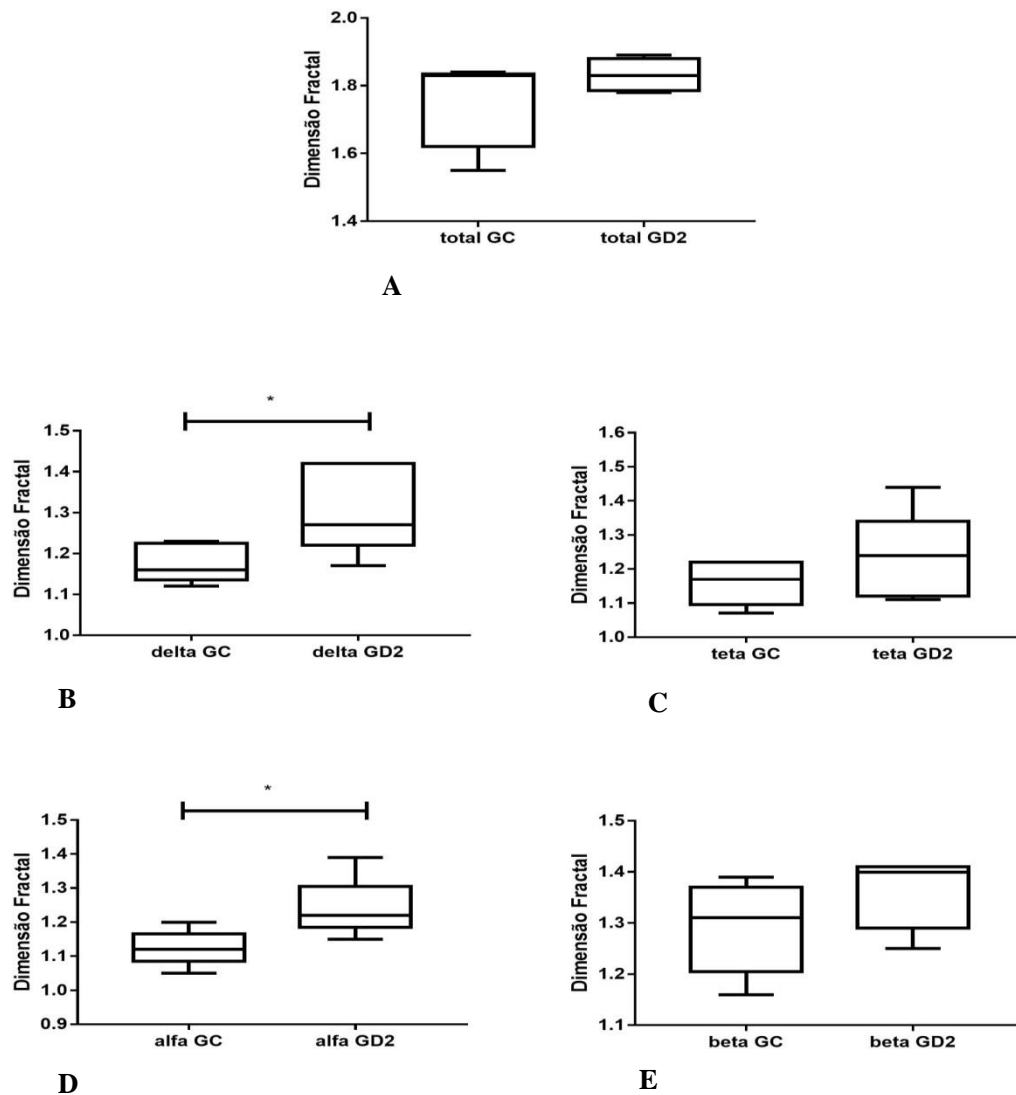 Dimensão Fractal
2.0
1.8
1.6
1.4
total GC total GD2
A
*
Dimensão Fractal
1.5
1.4
1.3
1.2
1.1
1.0
delta GC delta GD2
B
Dimensão Fractal
1.6
1.5
1.4
1.3
1.2
1.1
1.0
teta GC teta GD2
C
*
Dimensão Fractal
1.5
1.4
1.3
1.2
1.1
1.0
0.9
alfa GC alfa GD2
D
Dimensão Fractal
1.5
1.4
1.3
1.2
1.1
beta GC beta GD2
E